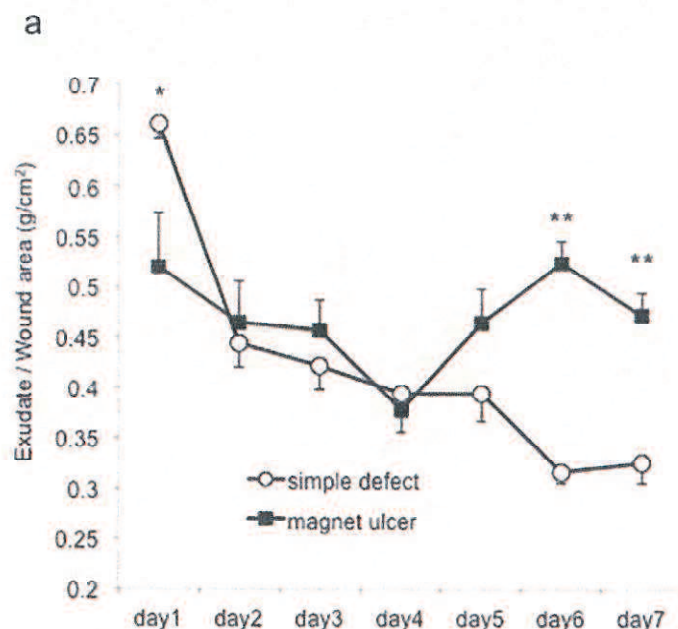 a
Exudate / Wound area (g/cm²)
0.7
0.65
0.6
0.55
0.5
0.45
0.4
0.35
0.3
0.25
0.2
*
**
**
simple defect
magnet ulcer
day1 day2 day3 day4 day5 day6 day7